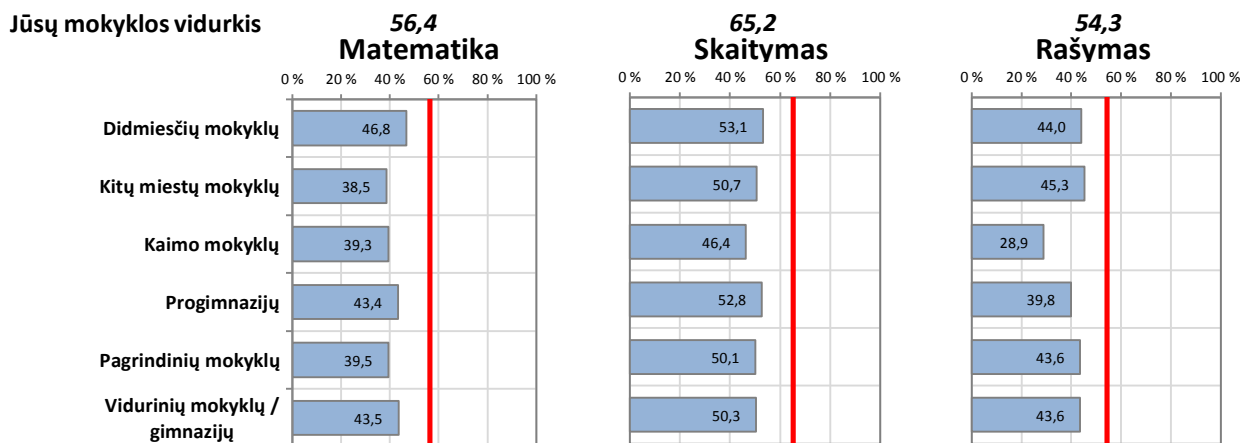 Jūsų mokyklos vidurkis 56,4 65,2 54,3
Matematika Skaitymas Rašymas
0 % 20 % 40 % 60 % 80 % 100 % 0 % 20 % 40 % 60 % 80 % 100 % 0 % 20 % 40 % 60 % 80 % 100 %
Didmiesčių mokyklų 46,8 53,1 44,0
Kitų miestų mokyklų 38,5 50,7 45,3
Kaimo mokyklų 39,3 46,4 28,9
Progimnazijų 43,4 52,8 39,8
Pagrindinių mokyklų 39,5 50,1 43,6
Vidurinių mokyklų /
gimnazijų 43,5 50,3 43,6